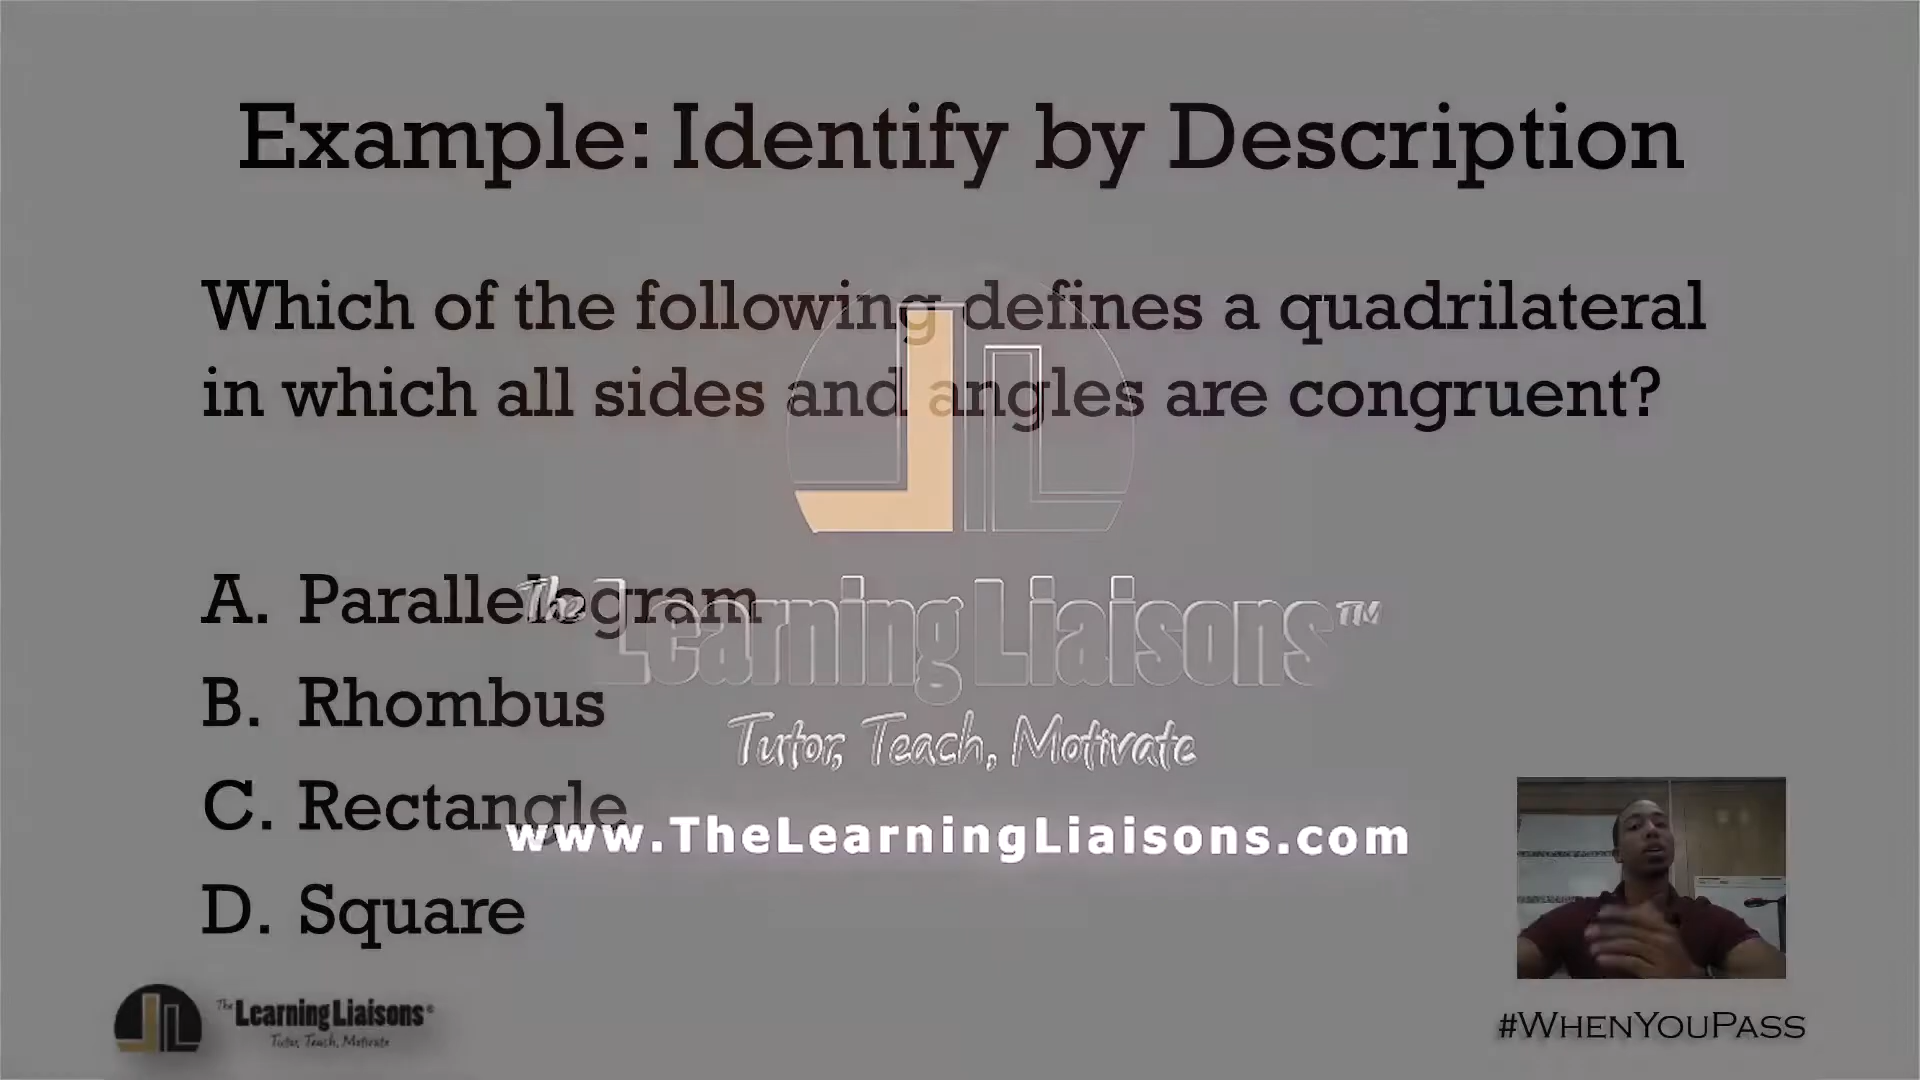 Example: Identify by Description
Which of the following defines a quadrilateral
in which all sides and angles are congruent?
A. Parallelogram
B. Rhombus
C. Rectangle
D. Square
The Learning Liaisons™
Tutor, Teach, Motivate
www.TheLearningLiaisons.com
The Learning Liaisons®
Tutor, Teach, Motivate
#WHENYOUPASS